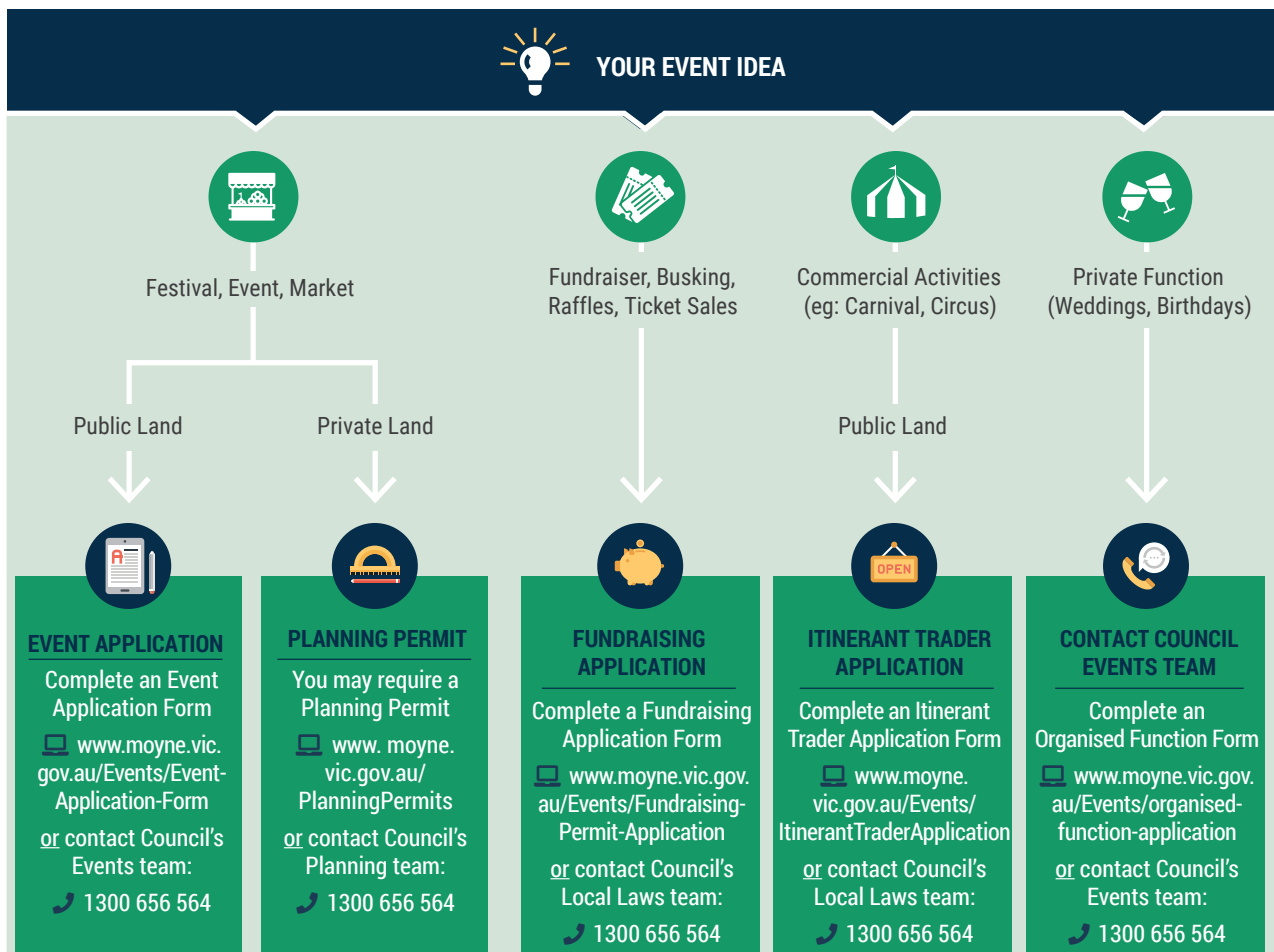 YOUR EVENT IDEA
Festival, Event, Market
Public Land
Private Land
Fundraiser, Busking,
Raffles, Ticket Sales
Commercial Activities
(eg: Carnival, Circus)
Public Land
Private Function
(Weddings, Birthdays)
A
EVENT APPLICATION
Complete an Event
Application Form
www.moyne.vic.
gov.au/Events/Event-
Application-Form
or contact Council's
Events team:
1300 656 564
PLANNING PERMIT
You may require a
Planning Permit
www. moyne.
vic.gov.au/
PlanningPermits
or contact Council's
Planning team:
1300 656 564
FUNDRAISING
APPLICATION
Complete a Fundraising
Application Form
www.moyne.vic.gov.
au/Events/Fundraising-
Permit-Application
or contact Council's
Local Laws team:
1300 656 564
OPEN
ITINERANT TRADER
APPLICATION
Complete an Itinerant
Trader Application Form
www.moyne.
vic.gov.au/Events/
ItinerantTraderApplication
or contact Council's
Local Laws team:
1300 656 564
CONTACT COUNCIL
EVENTS TEAM
Complete an
Organised Function Form
www.moyne.vic.gov.
au/Events/organised-
function-application
or contact Council's
Events team:
1300 656 564